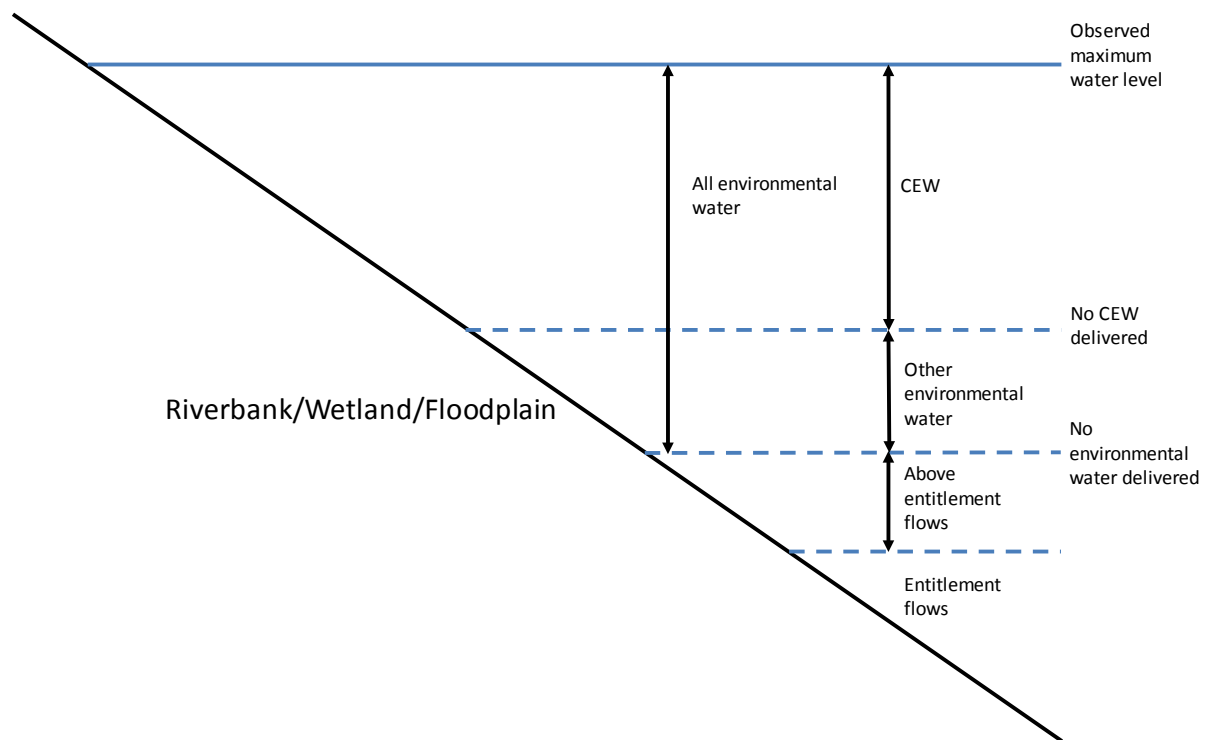 Observed
maximum
water level
All environmental
water
CEW
No CEW
delivered
Other
environmental
water
Riverbank/Wetland/Floodplain
No
environmental
water delivered
Above
entitlement
flows
Entitlement
flows